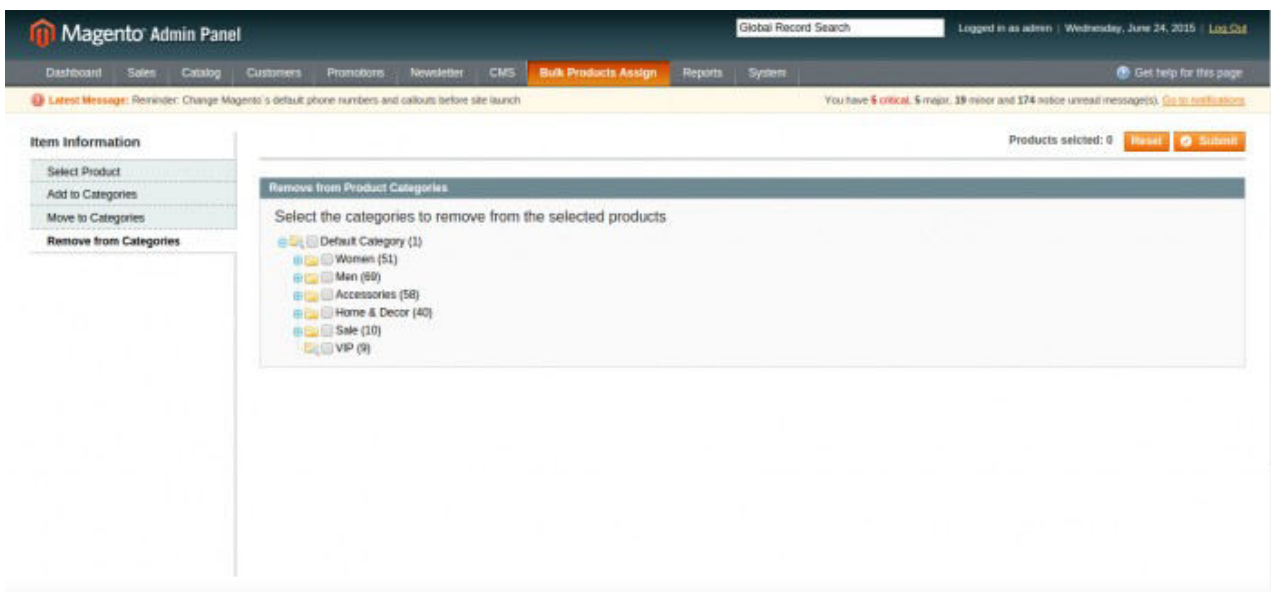 Magento Admin Panel
Global Record Search
Logged in as admin | Wednesday, June 24, 2015 | Log Out
Dashboard Sales Catalog Customers Promotions Newsletter CMS Bulk Products Assign Reports System Get help for this page
Latest Message: Reminder: Change Magento's default phone numbers and callouts before site launch
You have 6 critical, 5 major, 19 minor and 174 notice unread message(s). Go to notifications
Item Information
Products selcted: 0 Reset Submit
Select Product
Add to Categories
Move to Categories
Remove from Categories
Remove from Product Categories
Select the categories to remove from the selected products
Default Category (1)
Women (51)
Men (69)
Accessories (58)
Home & Decor (40)
Sale (10)
VIP (9)